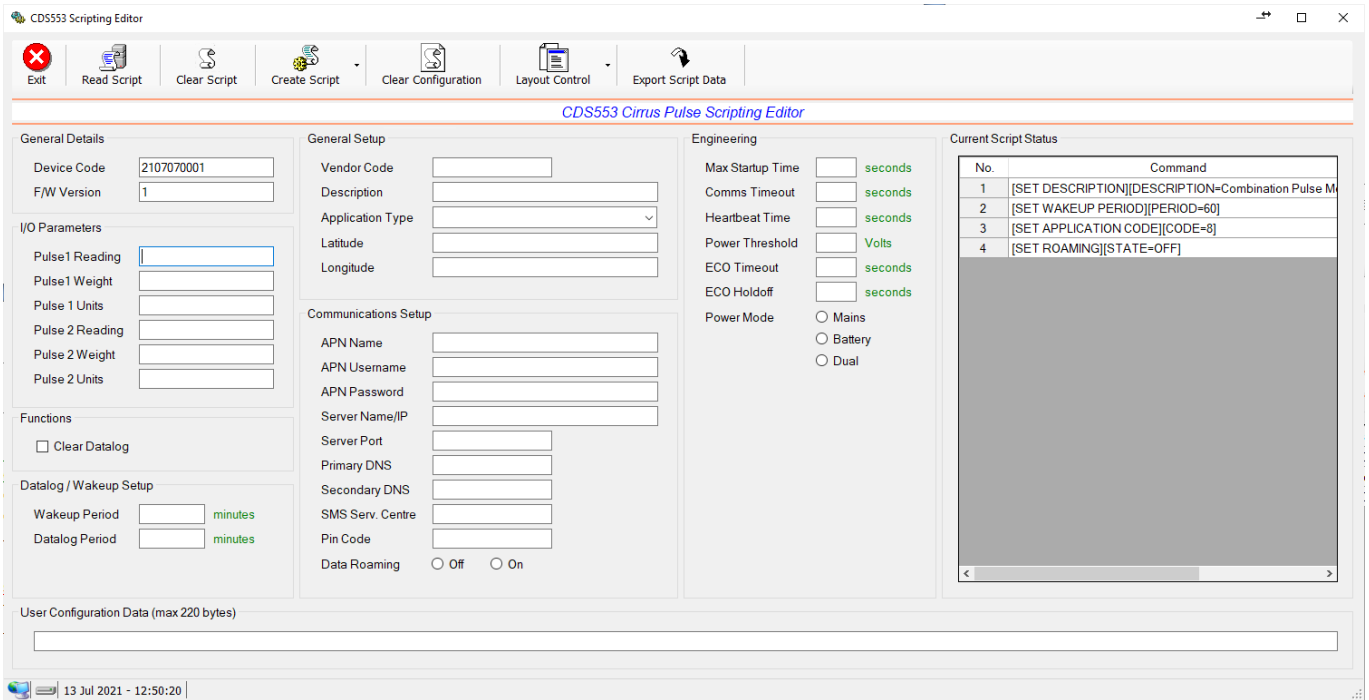 CDS553 Scripting Editor
Exit Read Script Clear Script Create Script Clear Configuration Layout Control Export Script Data
CDS553 Cirrus Pulse Scripting Editor
General Details
Device Code 2107070001
F/W Version 1
I/O Parameters
Pulse1 Reading
Pulse1 Weight
Pulse 1 Units
Pulse 2 Reading
Pulse 2 Weight
Pulse 2 Units
Functions
Clear Datalog
Datalog / Wakeup Setup
Wakeup Period minutes
Datalog Period minutes
General Setup
Vendor Code
Description
Application Type
Latitude
Longitude
Communications Setup
APN Name
APN Username
APN Password
Server Name/IP
Server Port
Primary DNS
Secondary DNS
SMS Serv. Centre
Pin Code
Data Roaming Off On
Engineering
Max Startup Time seconds
Comms Timeout seconds
Heartbeat Time seconds
Power Threshold Volts
ECO Timeout seconds
ECO Holdoff seconds
Power Mode Mains
Battery
Dual
Current Script Status
No. Command
1 [SET DESCRIPTION][DESCRIPTION=Combination Pulse M
2 [SET WAKEUP PERIOD][PERIOD=60]
3 [SET APPLICATION CODE][CODE=8]
4 [SET ROAMING][STATE=OFF]
User Configuration Data (max 220 bytes)
13 Jul 2021 - 12:50:20